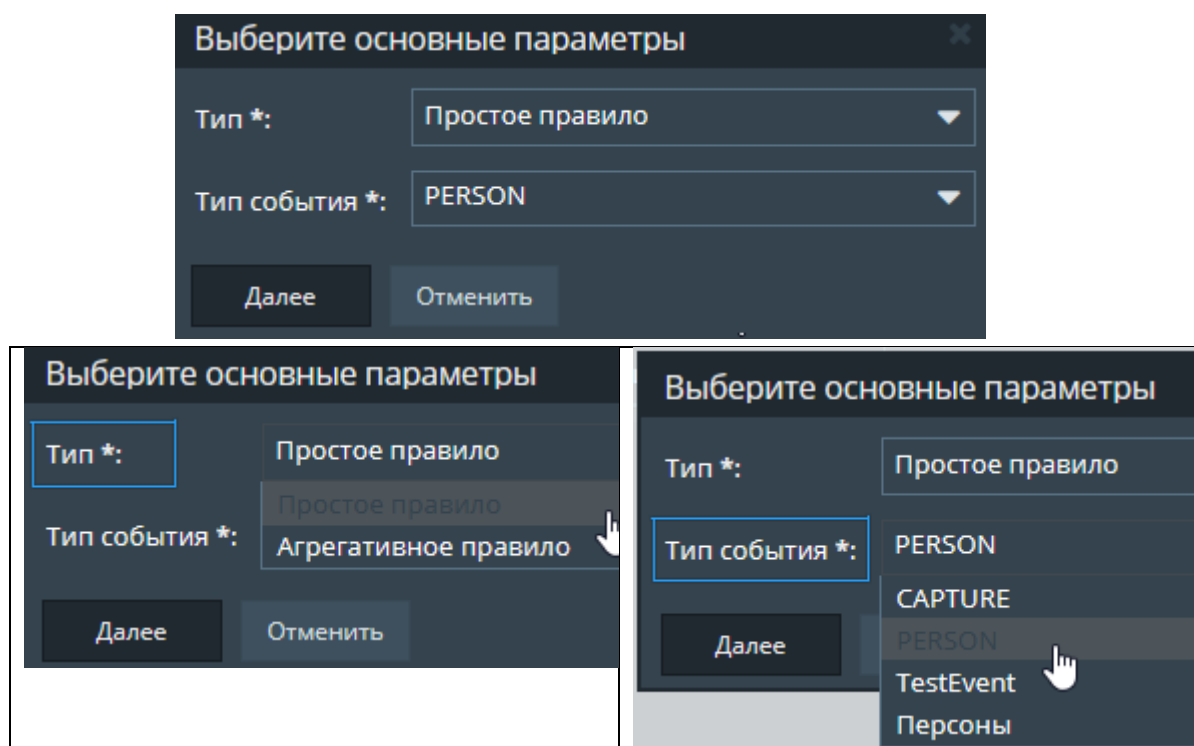 Выберите основные параметры
Тип *: Простое правило
Тип события *: PERSON
Далее Отменить
Выберите основные параметры
Тип *: Простое правило
Простое правило
Тип события *: Агрегативное правило
Далее Отменить
Выберите основные параметры
Тип *: Простое правило
Тип события *: PERSON
CAPTURE
Далее PERSON
TestEvent
Персоны